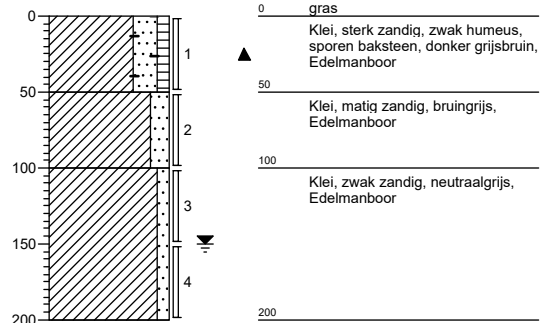 0
50
100
150
200
1
2
3
4
0 gras
Klei, sterk zandig, zwak humeus,
sporen baksteen, donker grijsbruin,
Edelmanboor
50
Klei, matig zandig, bruingrijs,
Edelmanboor
100
Klei, zwak zandig, neutraalgrijs,
Edelmanboor
200